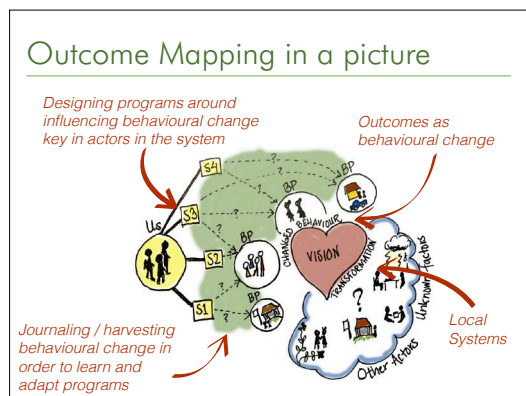 Outcome Mapping in a picture
Designing programs around
influencing behavioural change
key in actors in the system
Outcomes as
behavioural change
S4
?
?
?
BP
BP
Us
S3
?
?
CHANGED BEHAVIOUR
BP
S2
?
VISION
TRANSFORMATION
Unknown Factors
BP
S1
?
?
?
Local
Systems
Other Actors
Journaling / harvesting
behavioural change in
order to learn and
adapt programs